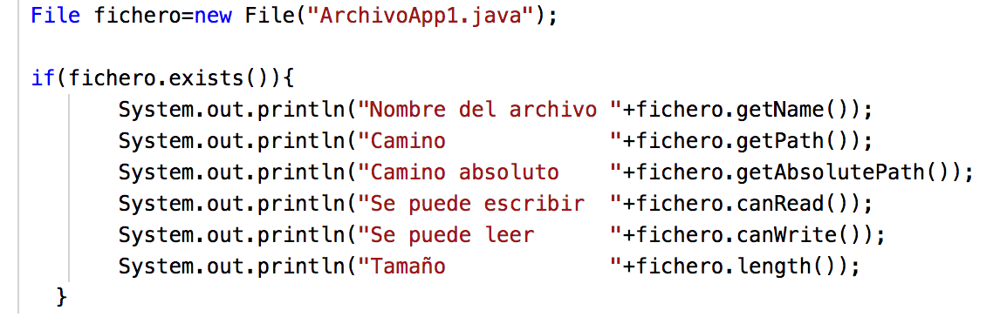 File fichero=new File("ArchivoApp1.java");
if(fichero.exists()){
System.out.println("Nombre del archivo "+fichero.getName());
System.out.println("Camino             "+fichero.getPath());
System.out.println("Camino absoluto    "+fichero.getAbsolutePath());
System.out.println("Se puede escribir  "+fichero.canRead());
System.out.println("Se puede leer      "+fichero.canWrite());
System.out.println("Tamaño             "+fichero.length());
}